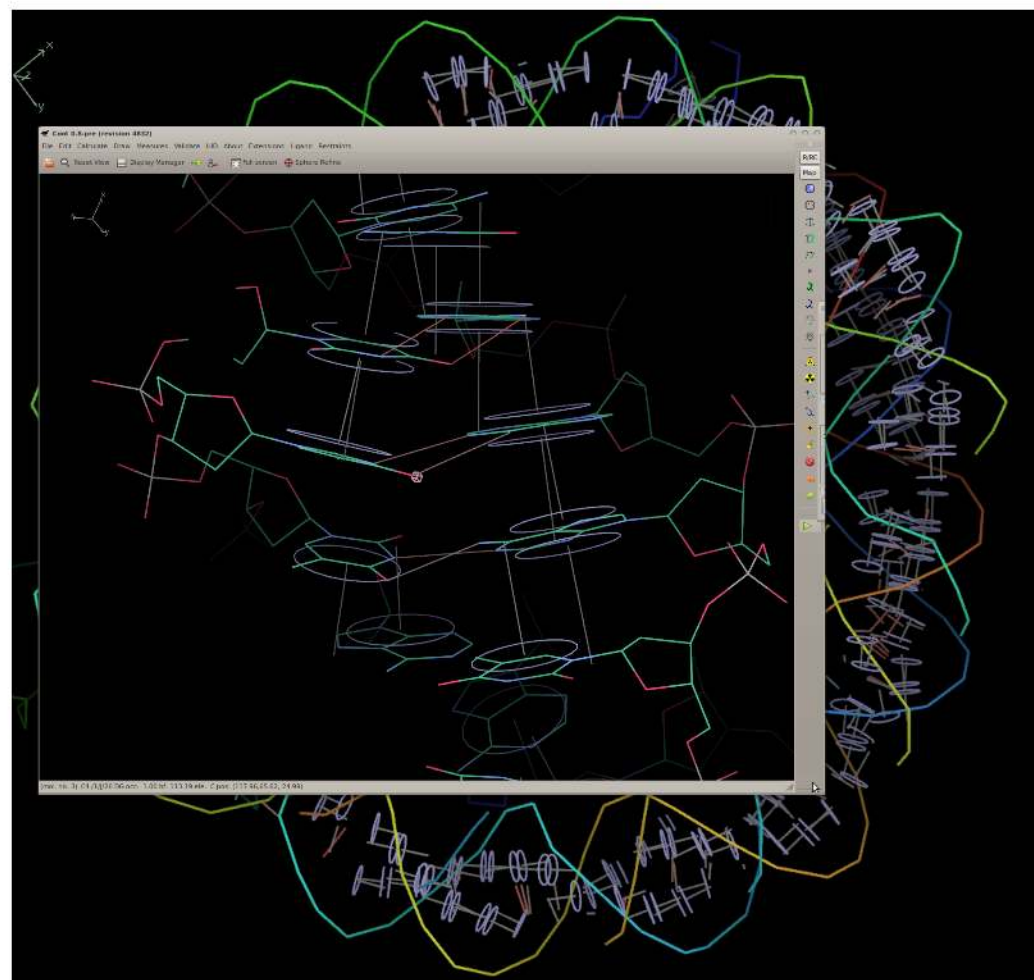 x
y
Coot 0.8-pre (revision 4832)
File Edit Calculate Draw Measures Validate HID About Extensions Ligand Restraints
Reset View Display Manager Full screen Sphere Refine
R/RC
Map